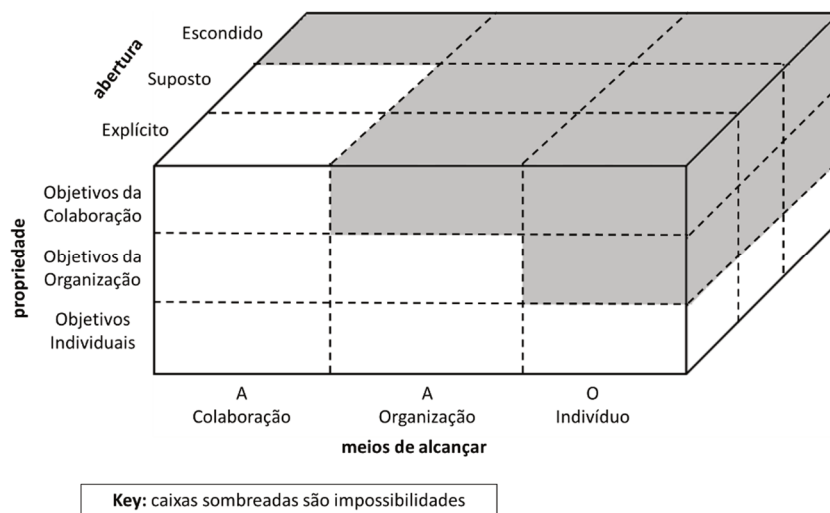 Escondido
abertura
Suposto
Explícito
Objetivos da
Colaboração
propriedade
Objetivos da
Organização
Objetivos
Individuais
A
Colaboração
A
Organização
O
Indivíduo
meios de alcançar
Key: caixas sombreadas são impossibilidades